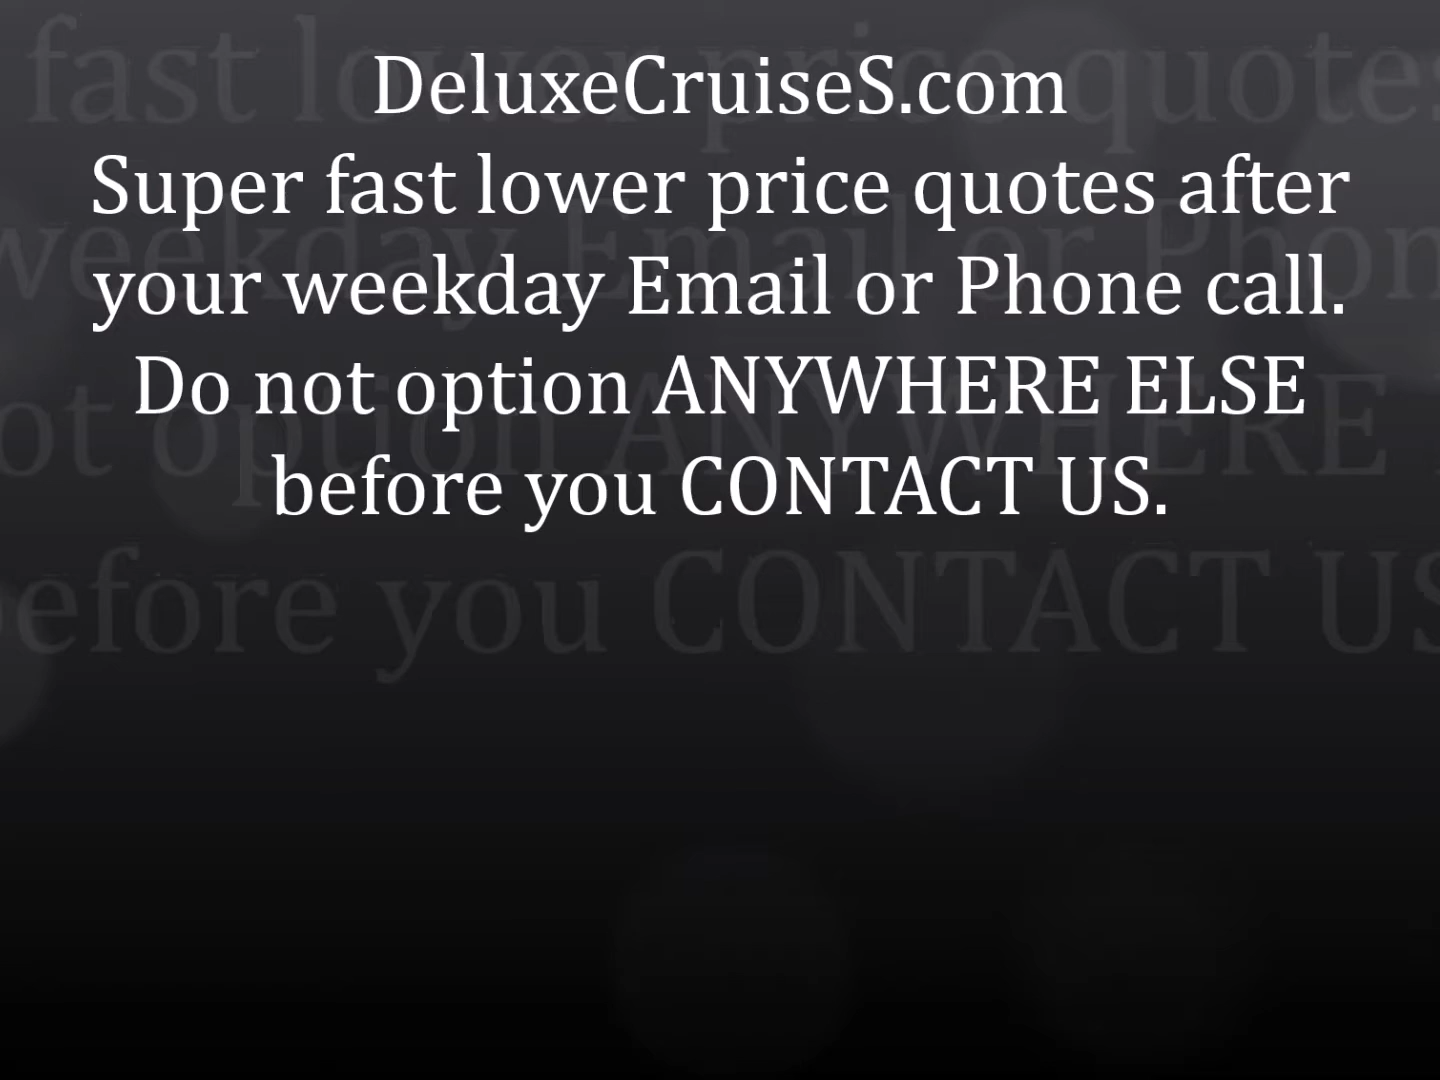 DeluxeCruiseS.com
Super fast lower price quotes after
your weekday Email or Phone call.
Do not option ANYWHERE ELSE
before you CONTACT US.